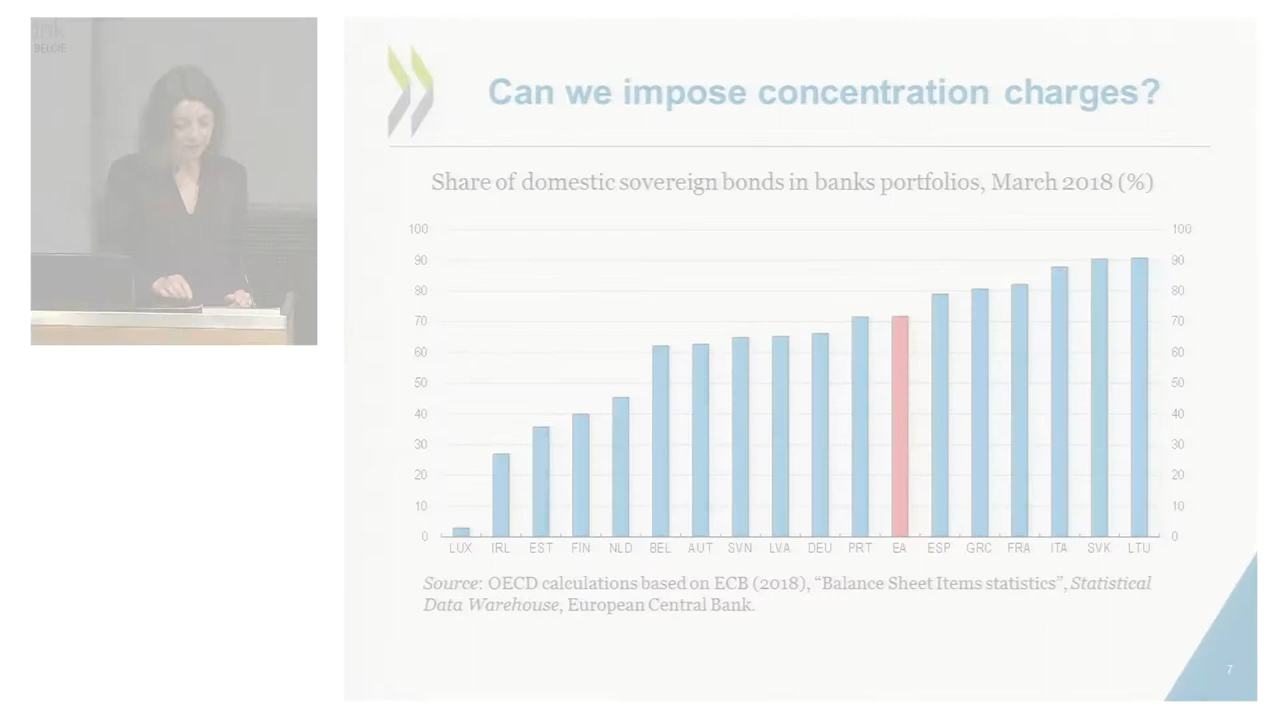 BELGIE
Can we impose concentration charges?
Share of domestic sovereign bonds in banks portfolios, March 2018 (%)
100 100
90 90
80 80
70 70
60 60
50 50
40 40
30 30
20 20
10 10
0 0
LUX IRL EST FIN NLD BEL AUT SVN LVA DEU PRT EA ESP GRC FRA ITA SVK LTU
Source: OECD calculations based on ECB (2018), “Balance Sheet Items statistics”, Statistical
Data Warehouse, European Central Bank.
7